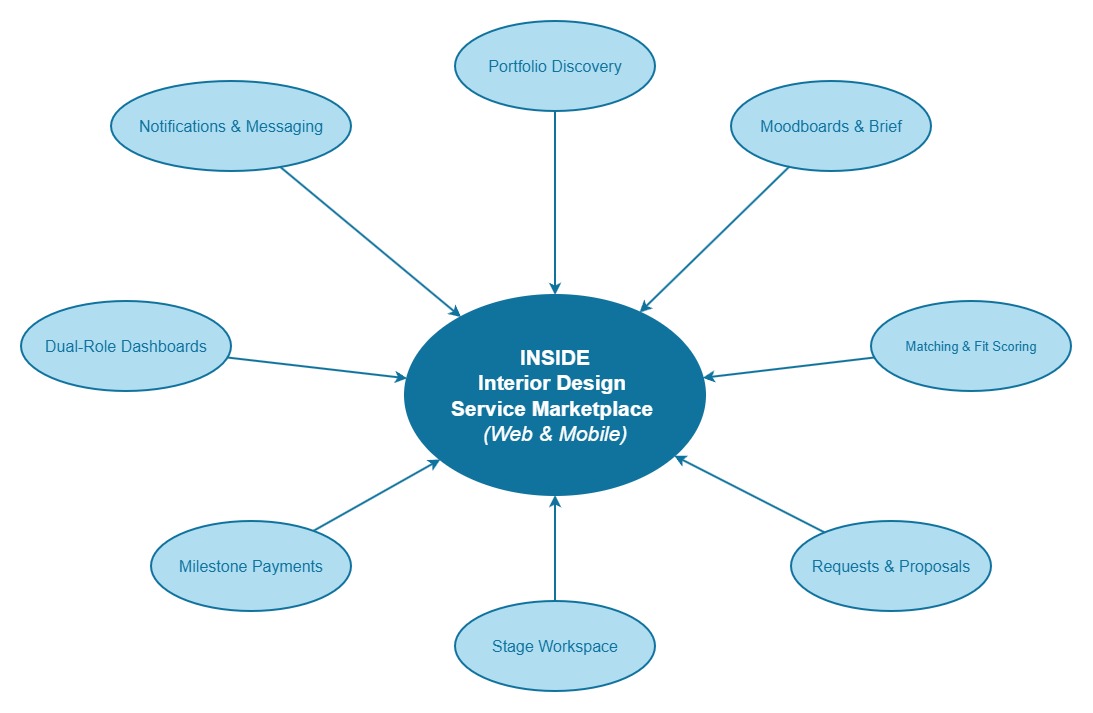 Portfolio Discovery
Notifications & Messaging
Moodboards & Brief
Dual-Role Dashboards
Matching & Fit Scoring
INSIDE
Interior Design
Service Marketplace
(Web & Mobile)
Milestone Payments
Requests & Proposals
Stage Workspace